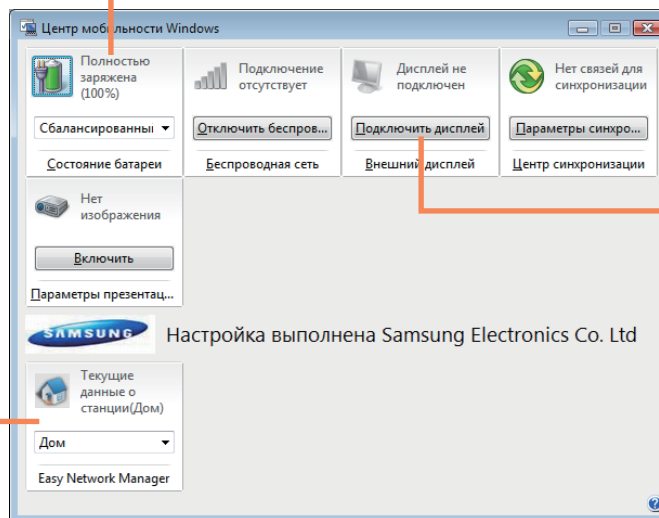 Центр мобильности Windows
Полностью
заряжена
(100%)
Сбалансированны
Состояние батареи
Подключение
отсутствует
Отключить беспров...
Беспроводная сеть
Дисплей не
подключен
Подключить дисплей
Внешний дисплей
Нет связей для
синхронизации
Параметры синхро...
Центр синхронизации
Нет
изображения
Включить
Параметры презентац...
SAMSUNG
Настройка выполнена Samsung Electronics Co. Ltd
Текущие
данные о
станции(Дом)
Дом
Easy Network Manager